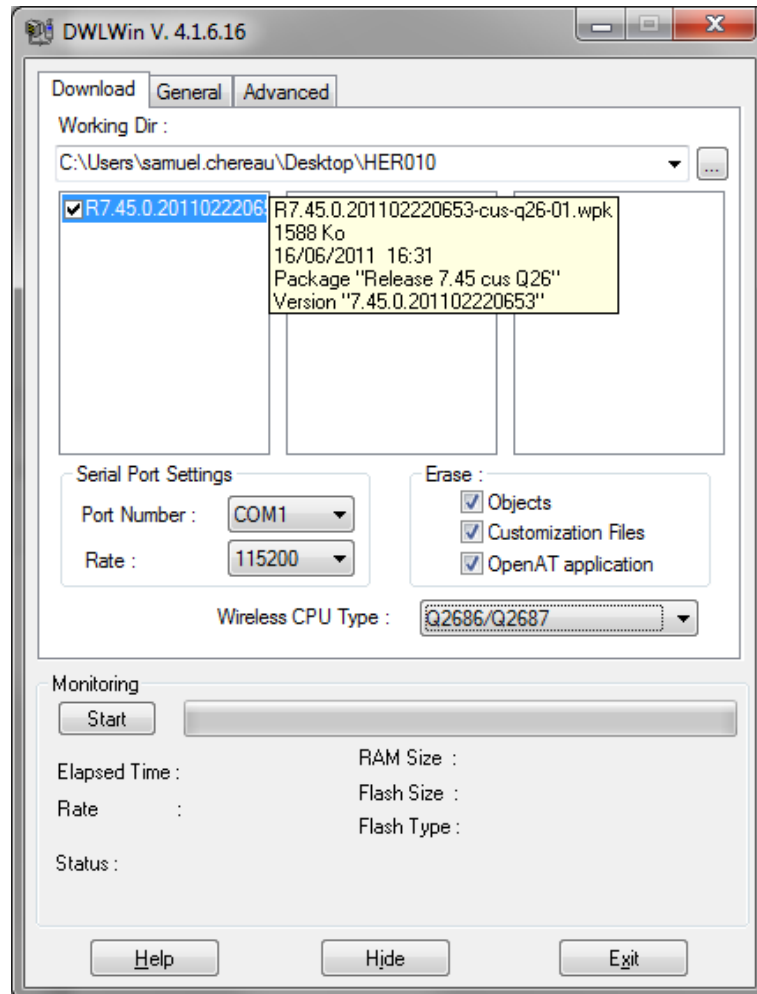 DWLWin V. 4.1.6.16
Download General Advanced
Working Dir :
C:\Users\samuel.chereau\Desktop\HER010
...
R7.45.0.20110222065
R7.45.0.201102220653-cus-q26-01.wpk
1588 Ko
16/06/2011 16:31
Package "Release 7.45 cus Q26"
Version "7.45.0.201102220653"
Serial Port Settings
Port Number : COM1
Rate : 115200
Erase :
Objects
Customization Files
OpenAT application
Wireless CPU Type : Q2686/Q2687
Monitoring
Start
Elapsed Time :
Rate :
Status :
RAM Size :
Flash Size :
Flash Type :
Help Hide Exit